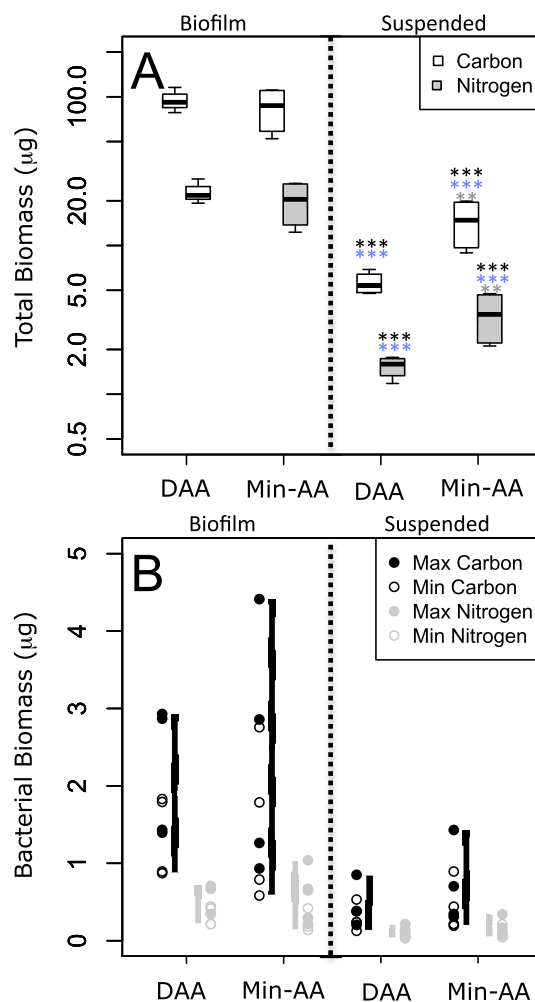 Biofilm Suspended
A
Carbon
Nitrogen
Total Biomass (μg)
100.0
20.0
5.0
2.0
0.5
***
***
**
***
***
**
***
***
***
***
DAA Min-AA DAA Min-AA
Biofilm Suspended
B
Max Carbon
Min Carbon
Max Nitrogen
Min Nitrogen
Bacterial Biomass (μg)
5
4
3
2
1
0
DAA Min-AA DAA Min-AA